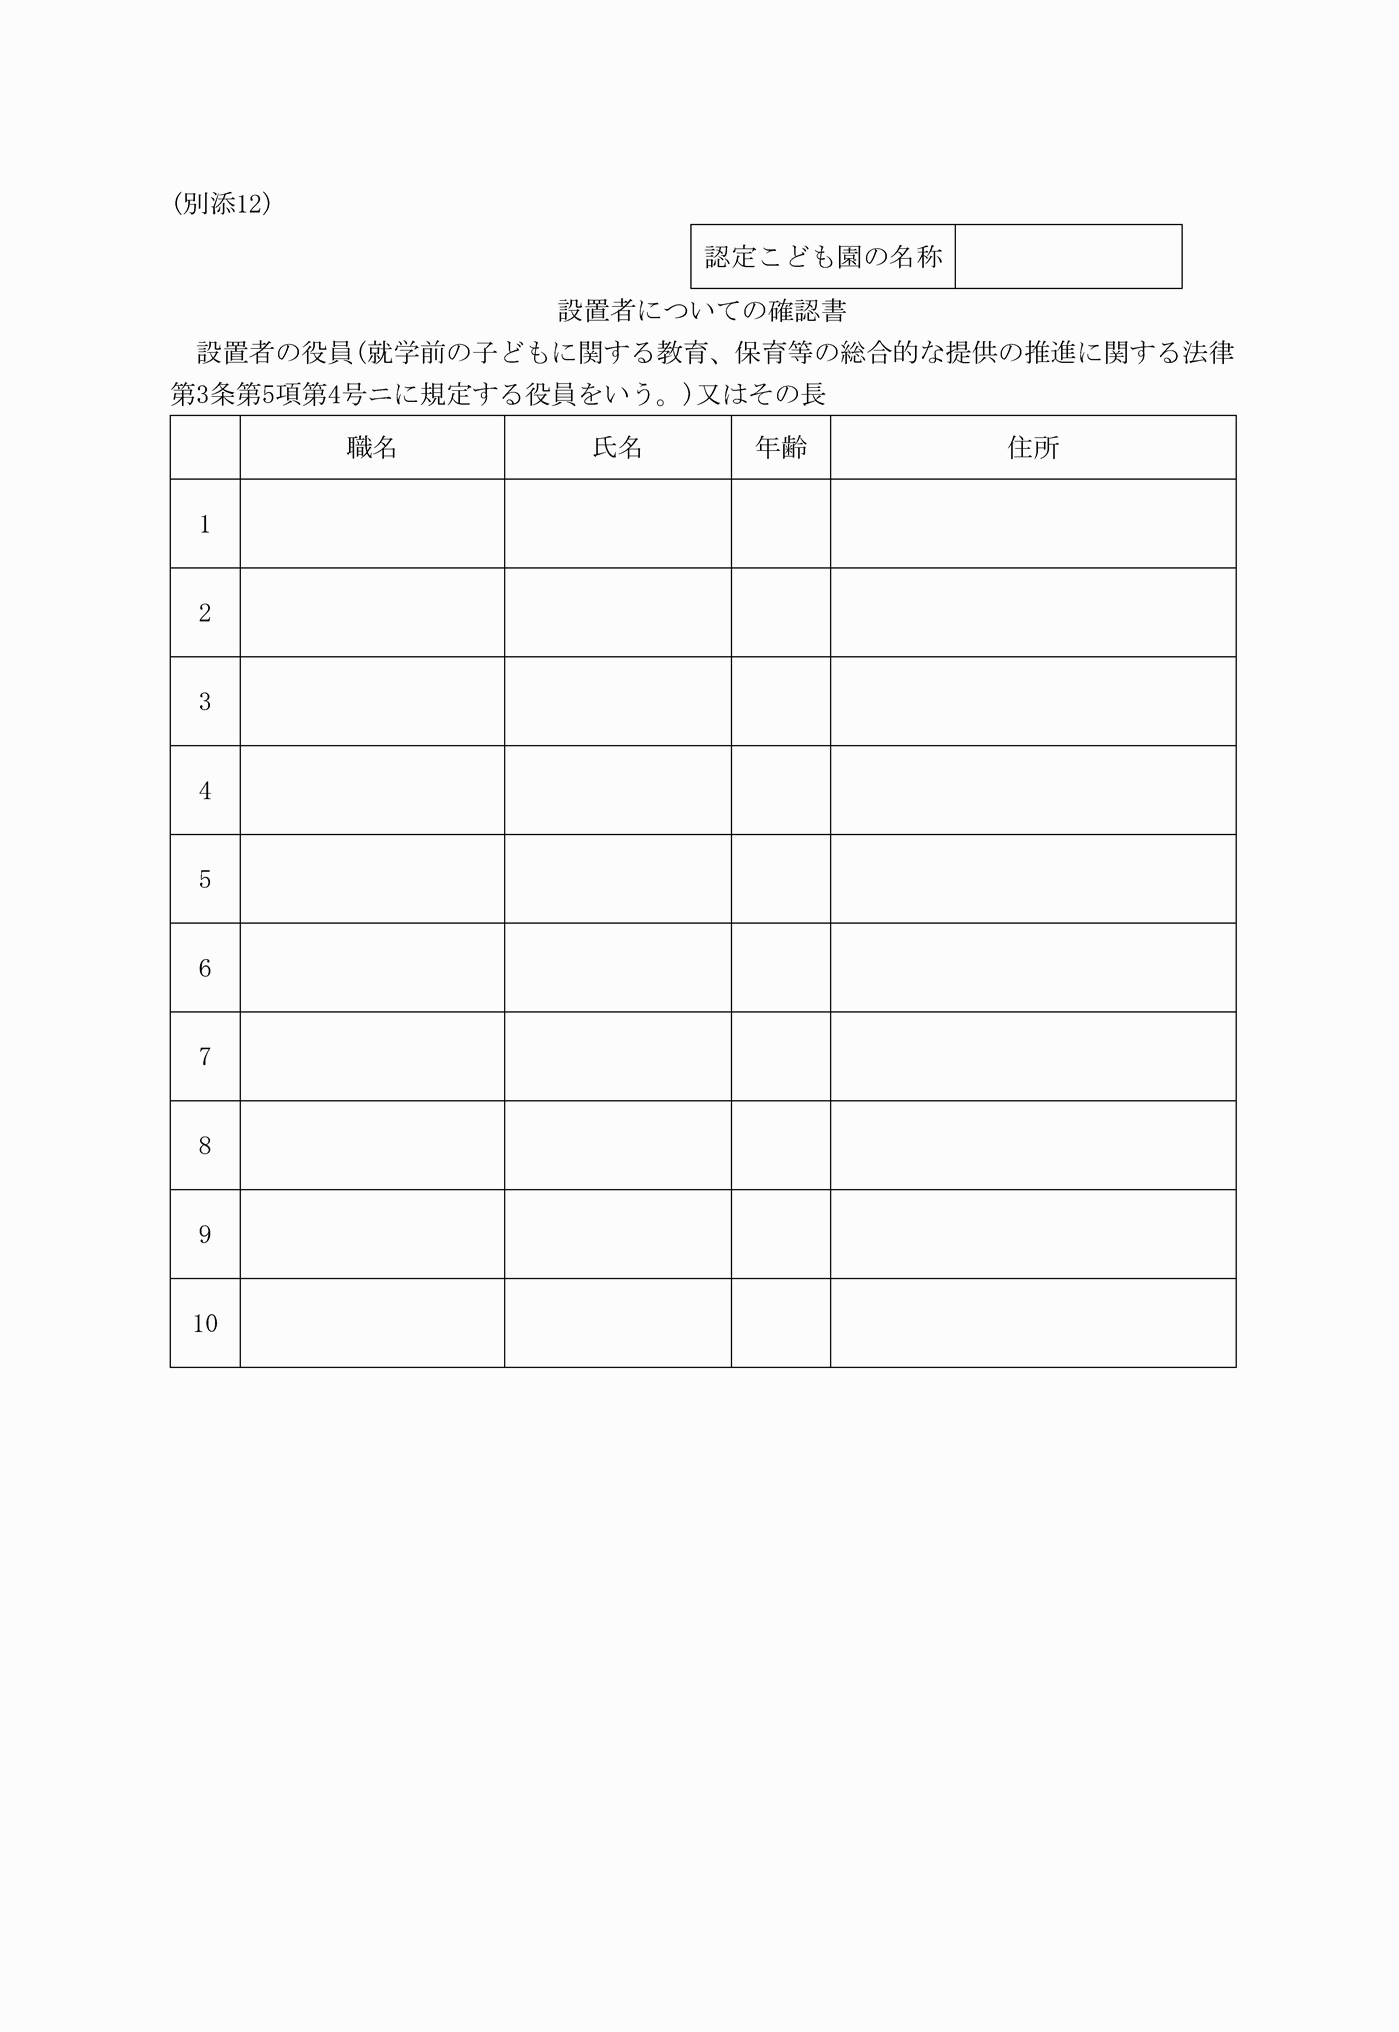 (別添12)
認定こども園の名称
設置者についての確認書
設置者の役員(就学前の子どもに関する教育、保育等の総合的な提供の推進に関する法律
第3条第5項第4号ニに規定する役員をいう。)又はその長
職名 氏名 年齢 住所
1
2
3
4
5
6
7
8
9
10